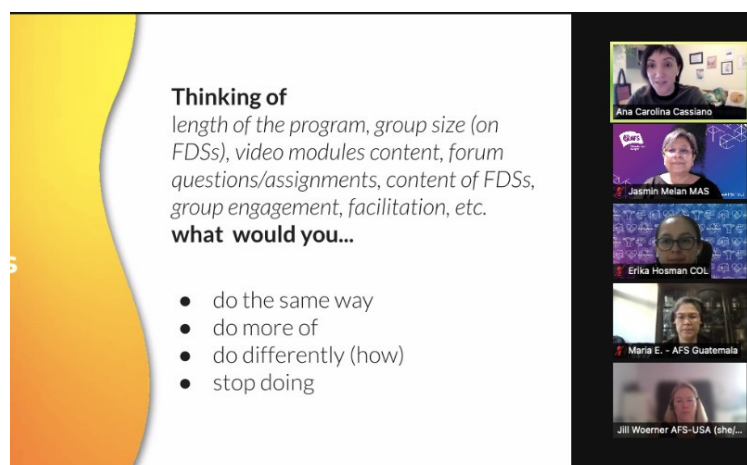 Thinking of
length of the program, group size (on
FDSs), video modules content, forum
questions/assignments, content of FDSs,
group engagement, facilitation, etc.
what would you...
● do the same way
● do more of
● do differently (how)
● stop doing
s
Ana Carolina Cassiano
AFS
Jasmin Melan MAS
Erika Hosman COL
Maria E. - AFS Guatemala
Jill Woerner AFS-USA (she/...